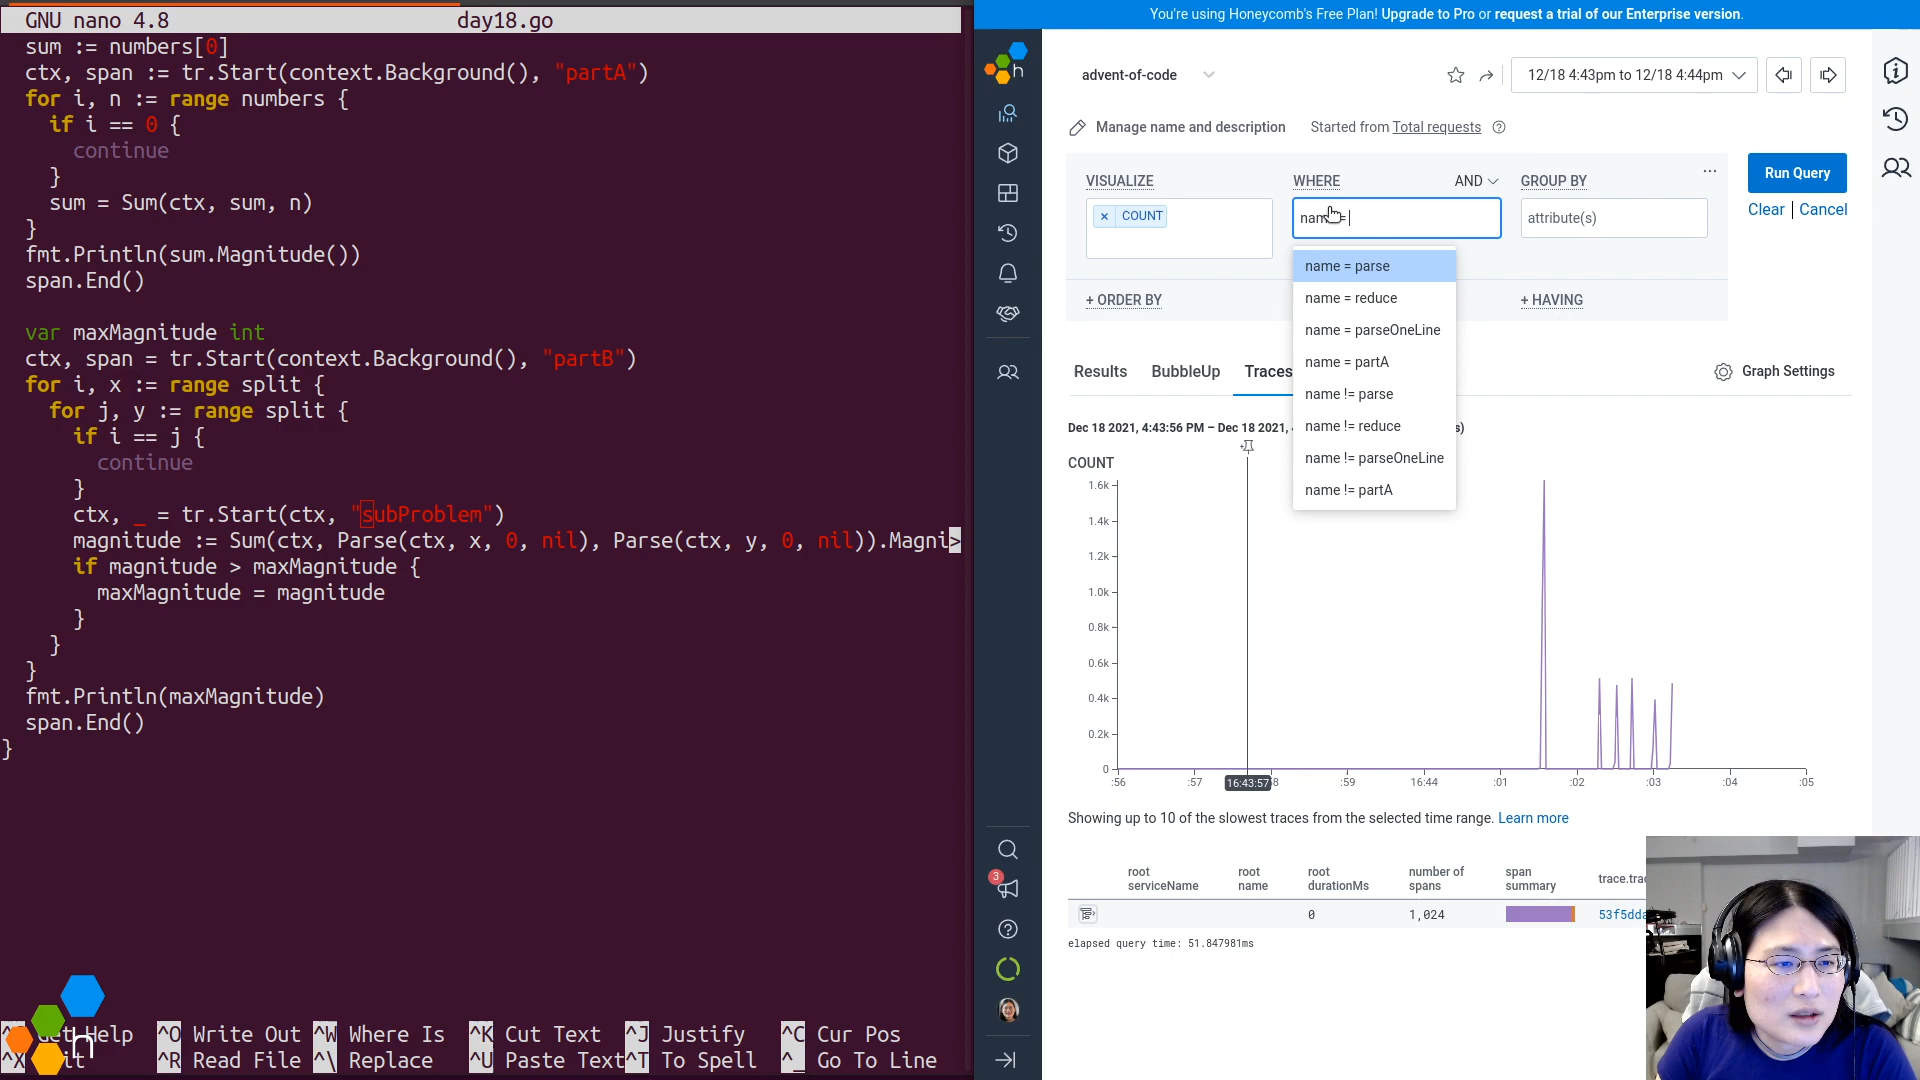 GNU nano 4.8 day18.go
sum := numbers[0]
ctx, span := tr.Start(context.Background(), "partA")
for i, n := range numbers {
if i == 0 {
continue
}
sum = Sum(ctx, sum, n)
}
fmt.Println(sum.Magnitude())
span.End()
var maxMagnitude int
ctx, span = tr.Start(context.Background(), "partB")
for i, x := range split {
for j, y := range split {
if i == j {
continue
}
ctx, _ = tr.Start(ctx, "subProblem")
magnitude := Sum(ctx, Parse(ctx, x, 0, nil), Parse(ctx, y, 0, nil)).Magni>
if magnitude > maxMagnitude {
maxMagnitude = magnitude
}
}
}
fmt.Println(maxMagnitude)
span.End()
}
Help ^O Write Out ^W Where Is ^K Cut Text ^J Justify ^C Cur Pos
^X ^R Read File ^\ Replace ^U Paste Text ^T To Spell ^_ Go To Line
h
You're using Honeycomb's Free Plan! Upgrade to Pro or request a trial of our Enterprise version.
h
advent-of-code
12/18 4:43pm to 12/18 4:44pm
Manage name and description Started from Total requests
VISUALIZE WHERE AND GROUP BY ...
Run Query
× COUNT
= attribute(s)
Clear | Cancel
name = parse
name = reduce
name = parseOneLine
name = partA
name != parse
name != reduce
name != parseOneLine
name != partA
+ ORDER BY + HAVING
Results BubbleUp Traces Graph Settings
Dec 18 2021, 4:43:56 PM – Dec 18 2021, s)
COUNT
1.6k
1.4k
1.2k
1.0k
0.8k
0.6k
0.4k
0.2k
0
:56 :57 16:43:57 8 :59 16:44 :01 :02 :03 :04 :05
Showing up to 10 of the slowest traces from the selected time range. Learn more
3
root serviceName root name root durationMs number of spans span summary trace.trac
0 1,024 53f5dda
elapsed query time: 51.847981ms